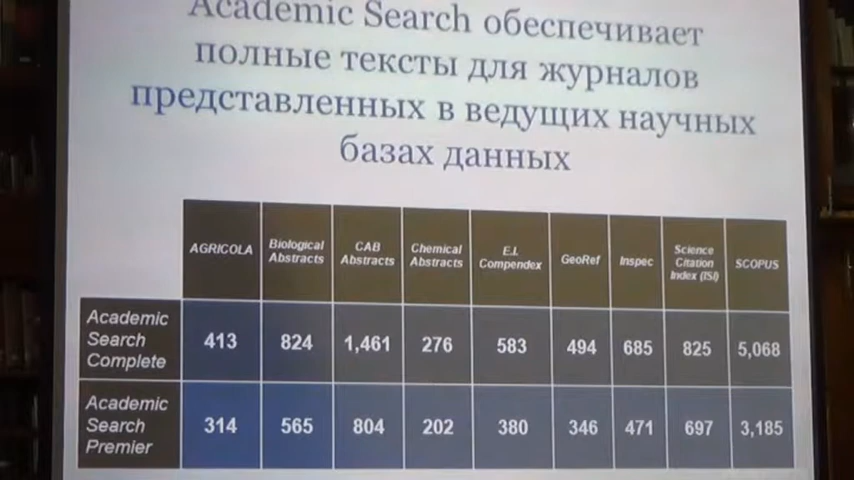 Academic Search обеспечивает
полные тексты для журналов
представленных в ведущих научных
базах данных
AGRICOLA
Biological
Abstracts
CAB
Abstracts
Chemical
Abstracts
E.I.
Compendex
GeoRef
Inspec
Science
Citation
Index (ISI)
SCOPUS
Academic
Search
Complete
413 824 1,461 276 583 494 685 825 5,068
Academic
Search
Premier
314 565 804 202 380 346 471 697 3,185